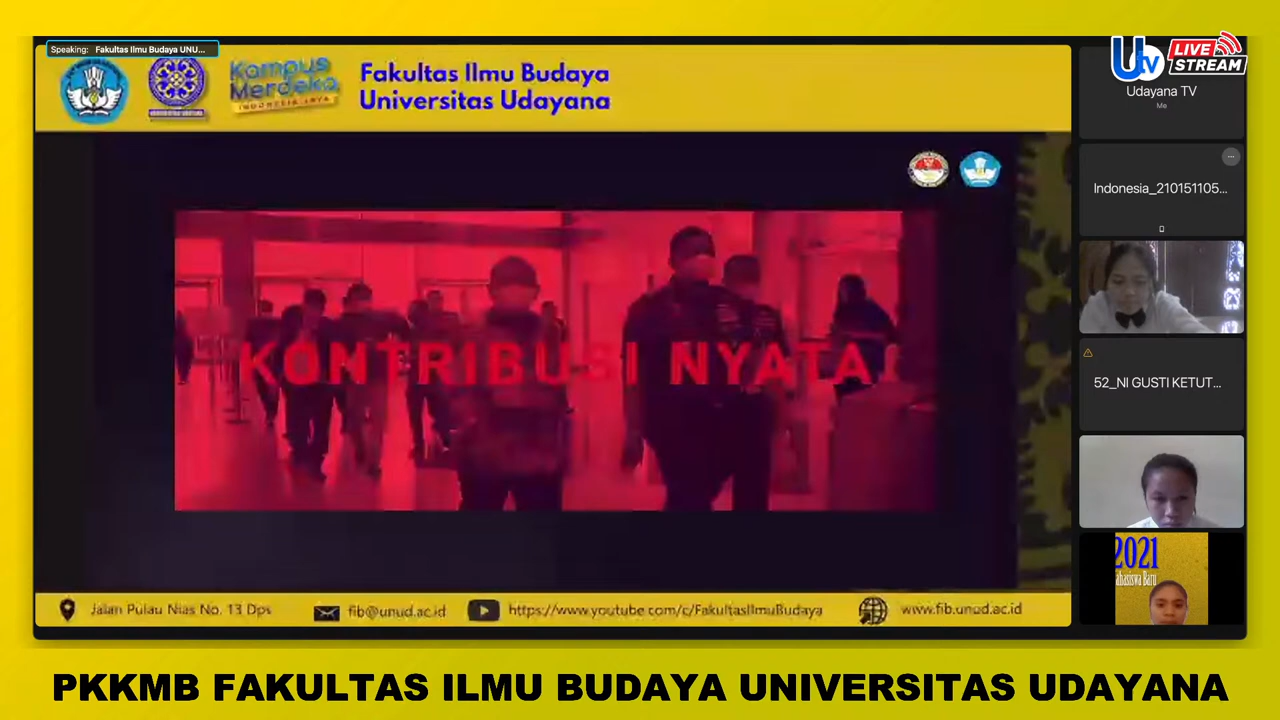 Speaking: Fakultas Ilmu Budaya UNU...
Kampus
Merdeka
INDONESIA JAYA
Fakultas Ilmu Budaya
Universitas Udayana
UTV
LIVE
STREAM
Udayana TV
Me
Indonesia_210151105...
52_NI GUSTI KETUT...
2021
KONTRIBUSI NYATA
Jalan Pulau Nias No. 13 Dps
fib@unud.ac.id
https://www.youtube.com/c/FakultasIlmuBudaya
www.fib.unud.ac.id
PKKMB FAKULTAS ILMU BUDAYA UNIVERSITAS UDAYANA